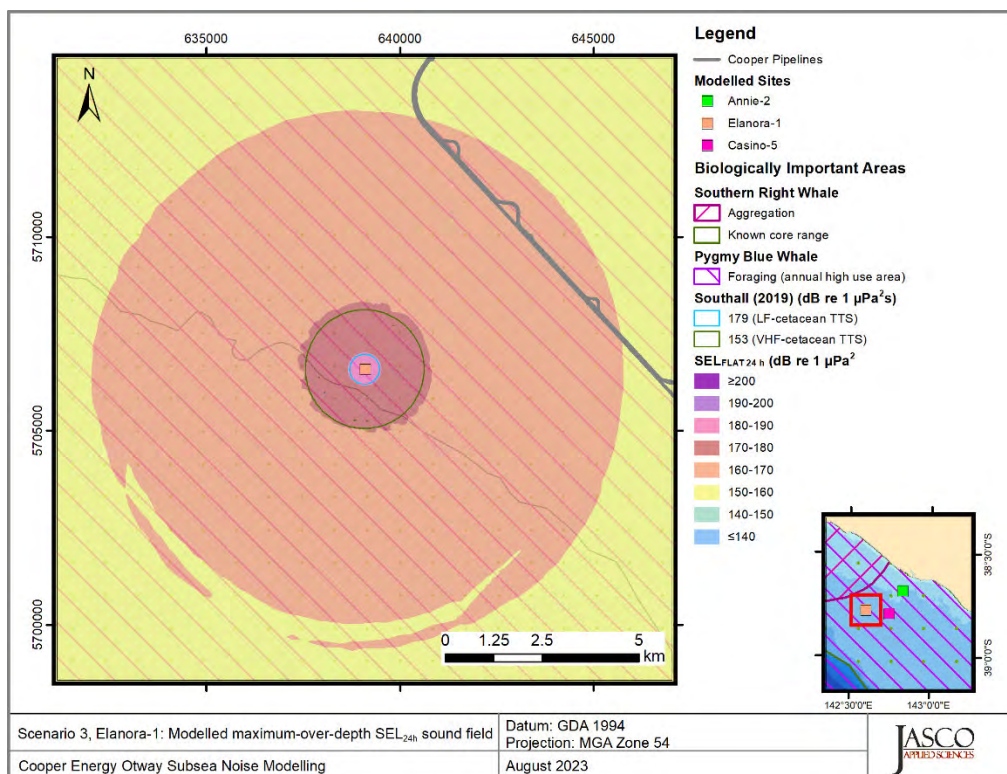 635000
640000
645000
N
5710000
5705000
5700000
0 1.25 2.5 5
km
Legend
Cooper Pipelines
Modelled Sites
Annie-2
Elanora-1
Casino-5
Biologically Important Areas
Southern Right Whale
Aggregation
Known core range
Pygmy Blue Whale
Foraging (annual high use area)
Southall (2019) (dB re 1 µPa²s)
179 (LF-cetacean TTS)
153 (VHF-cetacean TTS)
SELFLAT 24 h (dB re 1 µPa²
≥200
190-200
180-190
170-180
160-170
150-160
140-150
≤140
38°30'S
39°0'0"S
142°30'0"E
143°0'0"E
Scenario 3, Elanora-1: Modelled maximum-over-depth SEL24h sound field
Datum: GDA 1994
Projection: MGA Zone 54
Cooper Energy Otway Subsea Noise Modelling
August 2023
JASCO
APPLIED SCIENCES